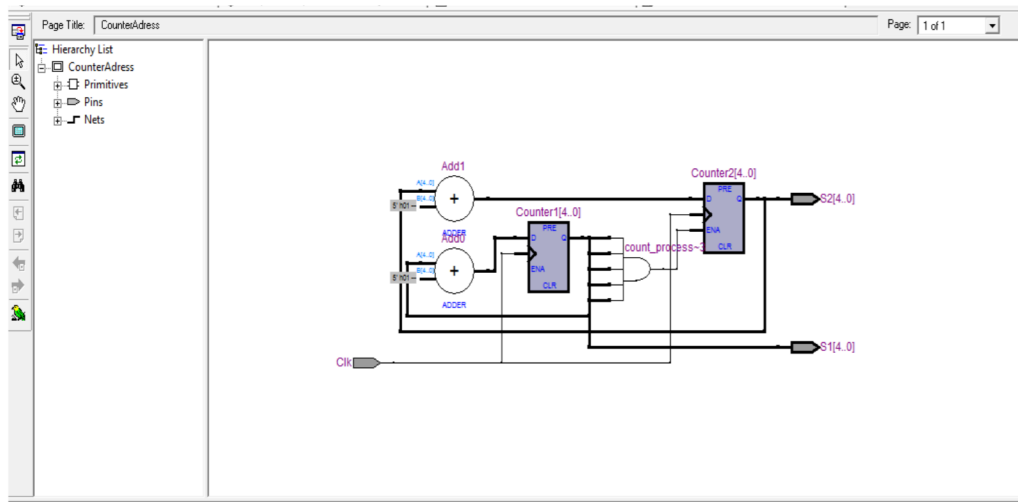 Page Title: CounterAdress
Page: 1 of 1
Hierarchy List
CounterAdress
Primitives
Pins
Nets
Add1
A[4..0]
B[4..0]
5' h01
+
ADDER
Counter2[4..0]
PRE
D Q
ENA
CLR
S2[4..0]
Add0
A[4..0]
B[4..0]
5' h01
+
ADDER
Counter1[4..0]
PRE
D Q
ENA
CLR
S1[4..0]
Clk